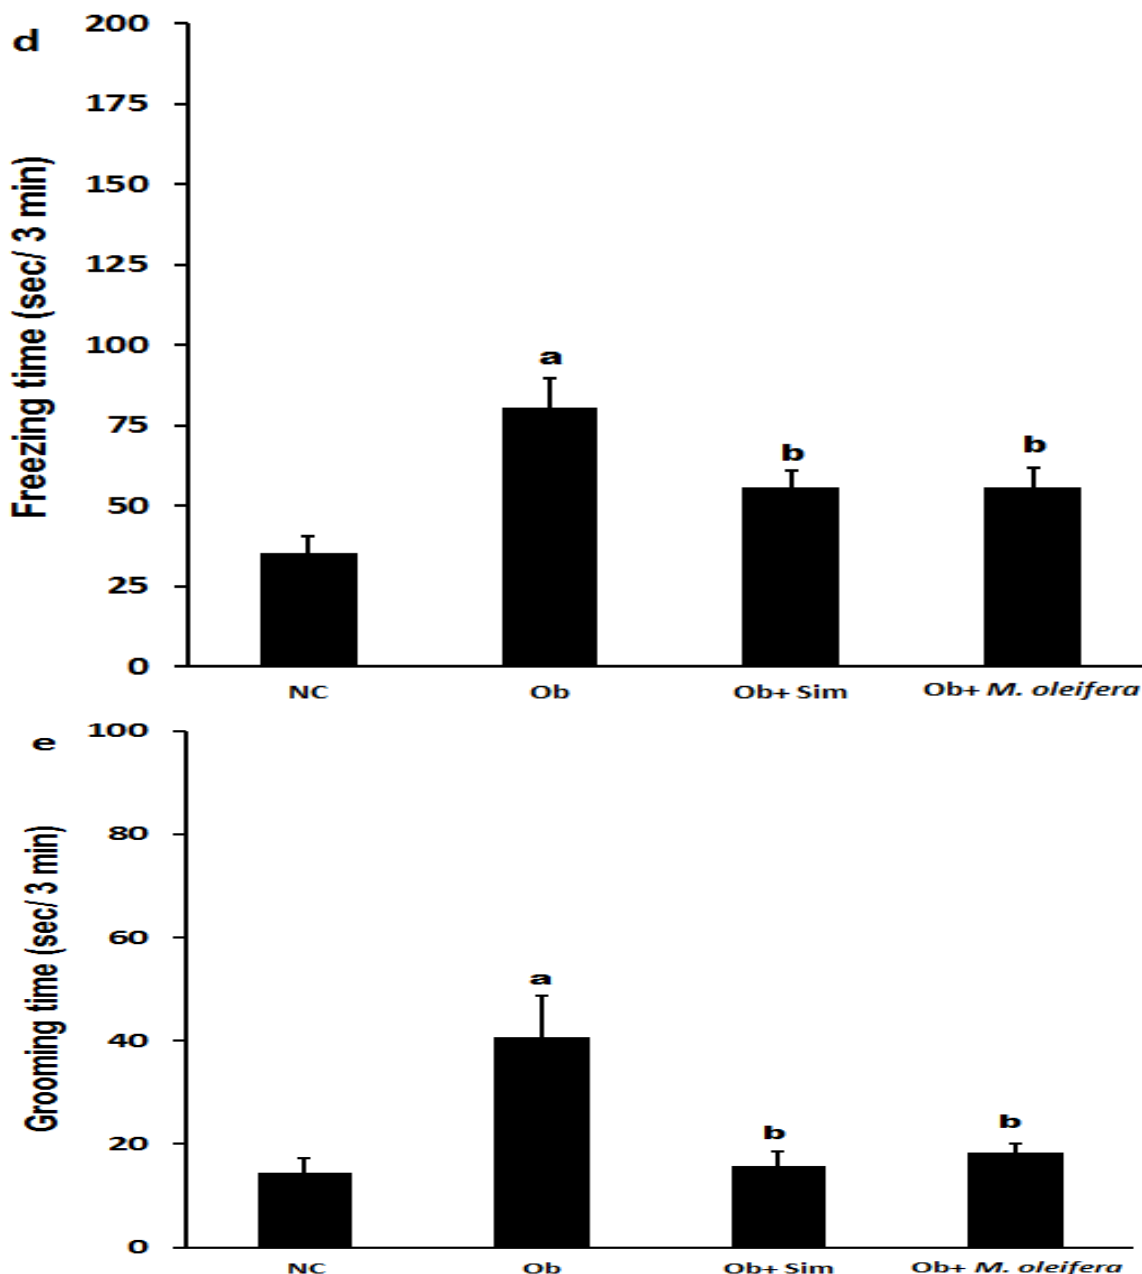 d
Freezing time (sec/ 3 min)
200
175
150
125
100
75
50
25
0
a
b
b
NC
Ob
Ob+ Sim
Ob+ M. oleifera
e
Grooming time (sec/ 3 min)
100
80
60
40
20
0
a
b
b
NC
Ob
Ob+ Sim
Ob+ M. oleifera